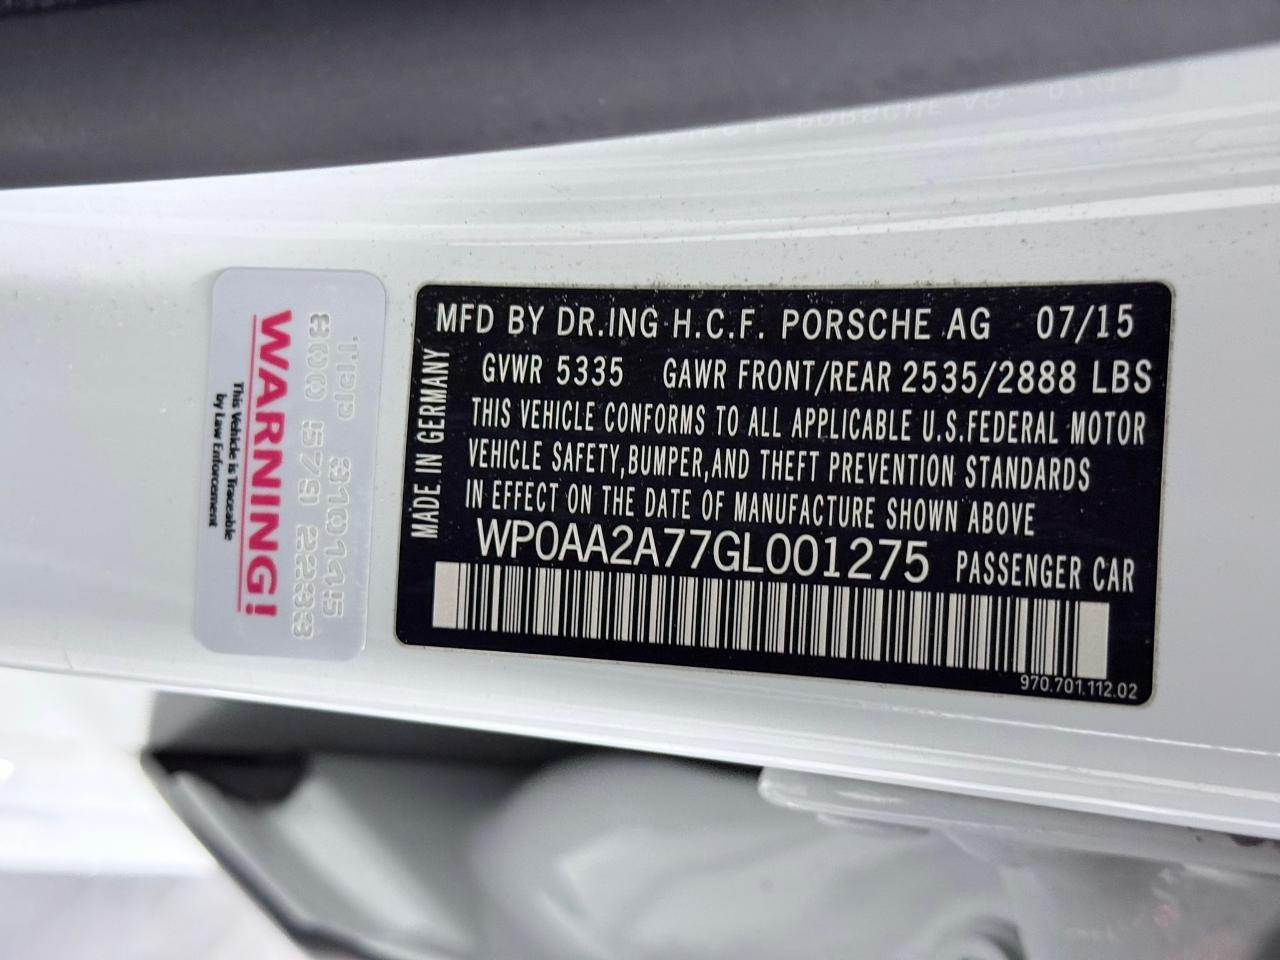 MFD BY DR.ING H.C.F. PORSCHE AG 07/15
GVWR 5335 GAWR FRONT/REAR 2535/2888 LBS
THIS VEHICLE CONFORMS TO ALL APPLICABLE U.S.FEDERAL MOTOR
VEHICLE SAFETY,BUMPER,AND THEFT PREVENTION STANDARDS
IN EFFECT ON THE DATE OF MANUFACTURE SHOWN ABOVE
WP0AA2A77GL001275 PASSENGER CAR
970.701.112.02
MADE IN GERMANY
800 579 2233
WARNING!
This Vehicle is Traceable
by Law Enforcement